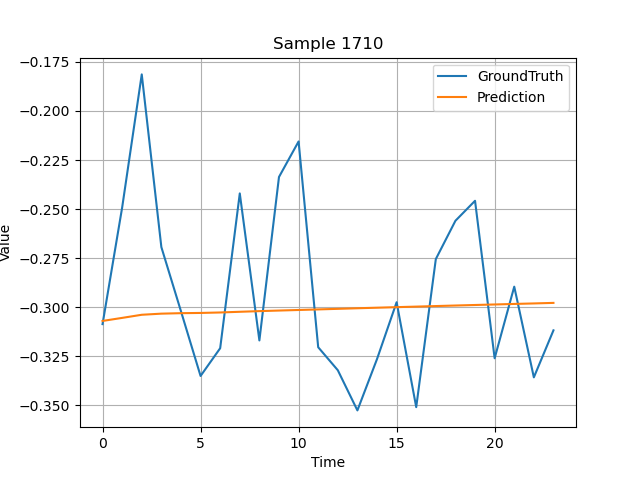 Sample 1710
GroundTruth
Prediction
−0.175
−0.200
−0.225
−0.250
−0.275
−0.300
−0.325
−0.350
Value
0 5 10 15 20
Time